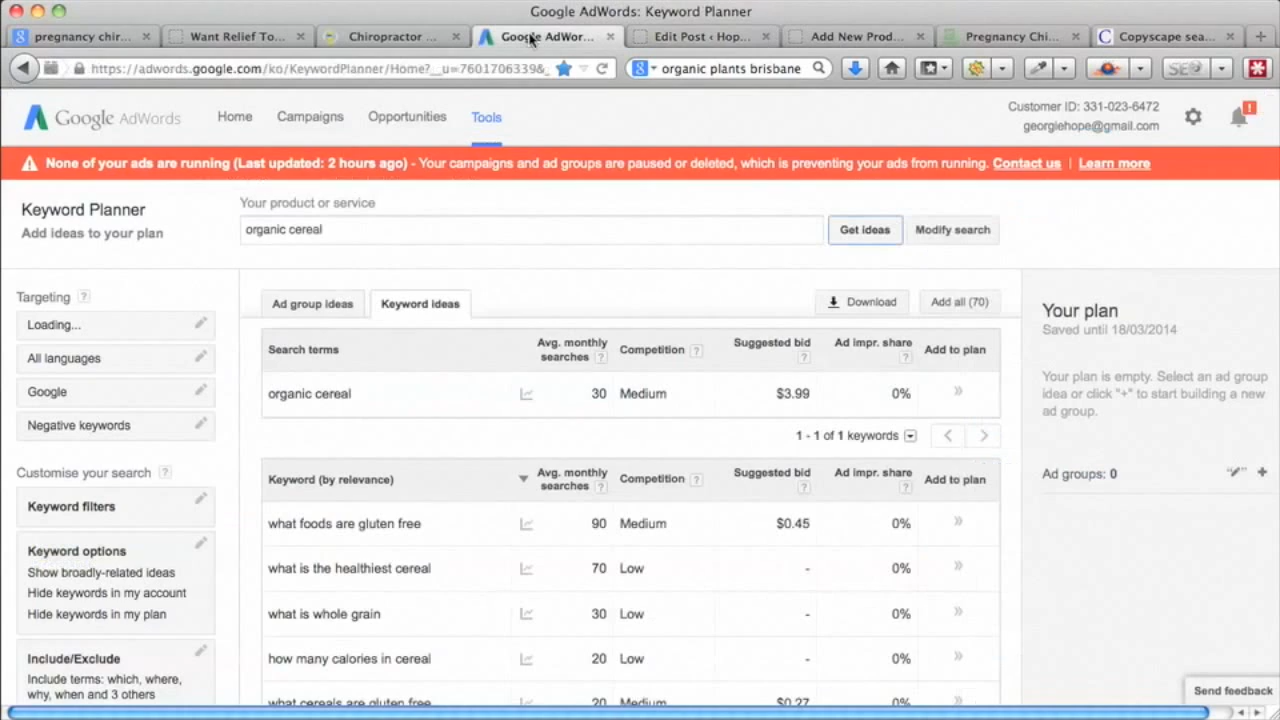 Google AdWords: Keyword Planner
pregnancy chir...
Want Relief To...
Chiropractor ...
Google AdWor...
Edit Post ‹ Hop...
Add New Prod...
Pregnancy Chi...
Copyscape sea...
https://adwords.google.com/ko/KeywordPlanner/Home?__u=7601706339&_
organic plants brisbane
SEO
Google AdWords
Home
Campaigns
Opportunities
Tools
Customer ID: 331-023-6472
georgiehope@gmail.com
None of your ads are running (Last updated: 2 hours ago) - Your campaigns and ad groups are paused or deleted, which is preventing your ads from running. Contact us | Learn more
Keyword Planner
Add ideas to your plan
Your product or service
organic cereal
Get ideas
Modify search
Targeting ?
Loading...
All languages
Google
Negative keywords
Customise your search ?
Keyword filters
Keyword options
Show broadly-related ideas
Hide keywords in my account
Hide keywords in my plan
Include/Exclude
Include terms: which, where,
why, when and 3 others
Ad group ideas
Keyword ideas
Download
Add all (70)
Search terms
Avg. monthly
searches ?
Competition ?
Suggested bid
?
Ad impr. share
?
Add to plan
organic cereal 30 Medium $3.99 0% »
1 - 1 of 1 keywords
Keyword (by relevance)
Avg. monthly
searches ?
Competition ?
Suggested bid
?
Ad impr. share
?
Add to plan
what foods are gluten free 90 Medium $0.45 0% »
what is the healthiest cereal 70 Low - 0% »
what is whole grain 30 Low - 0% »
how many calories in cereal 20 Low - 0% »
what cereals are gluten free 20 Medium $0.27 0% »
Your plan
Saved until 18/03/2014
Your plan is empty. Select an ad group
idea or click "+" to start building a new
ad group.
Ad groups: 0
Send feedback